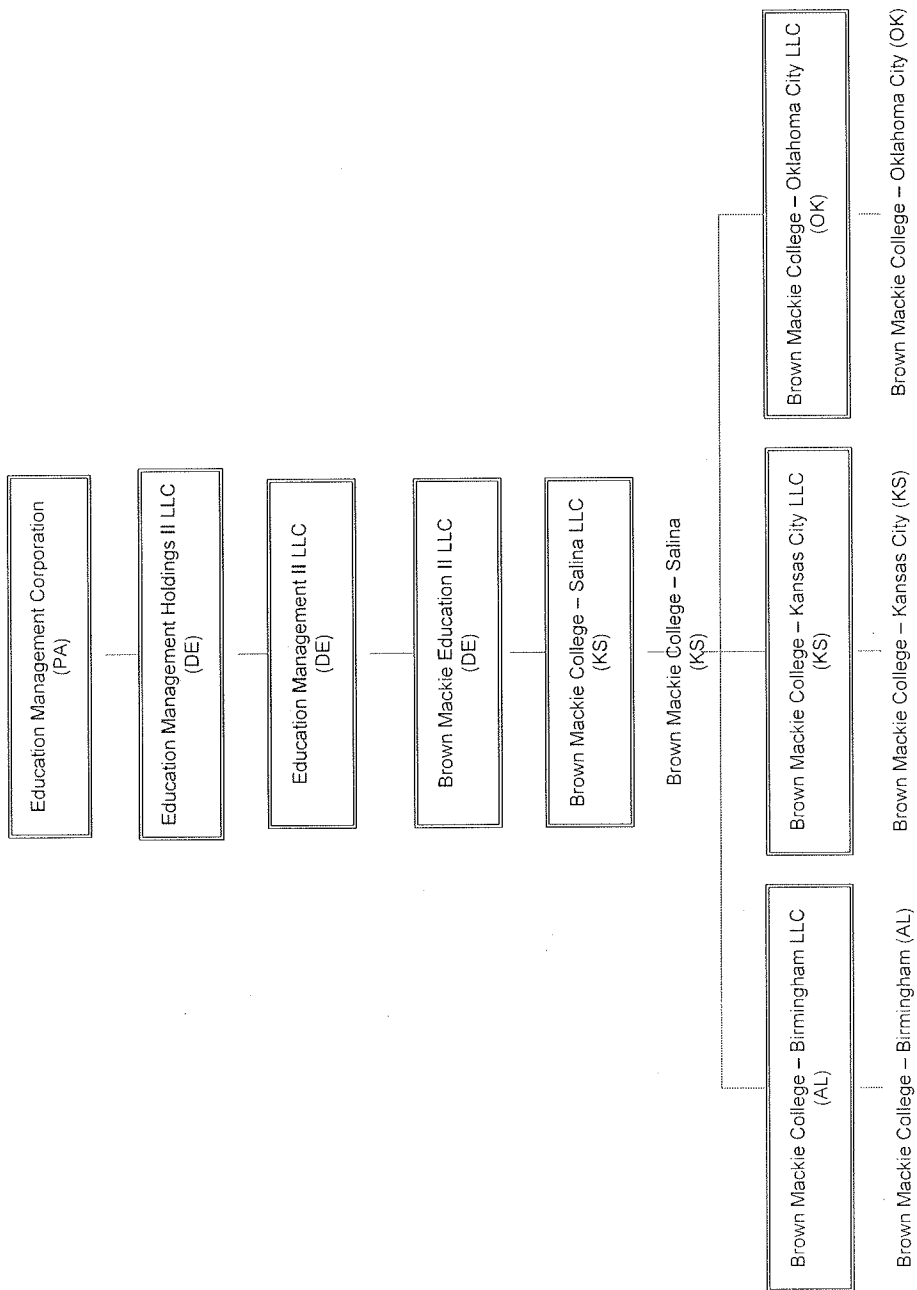 Education Management Corporation
(PA)
Education Management Holdings II LLC
(DE)
Education Management II LLC
(DE)
Brown Mackie Education II LLC
(DE)
Brown Mackie College – Salina LLC
(KS)
Brown Mackie College – Salina
(KS)
Brown Mackie College – Birmingham LLC
(AL)
Brown Mackie College – Birmingham (AL)
Brown Mackie College – Kansas City LLC
(KS)
Brown Mackie College – Kansas City (KS)
Brown Mackie College – Oklahoma City LLC
(OK)
Brown Mackie College – Oklahoma City (OK)